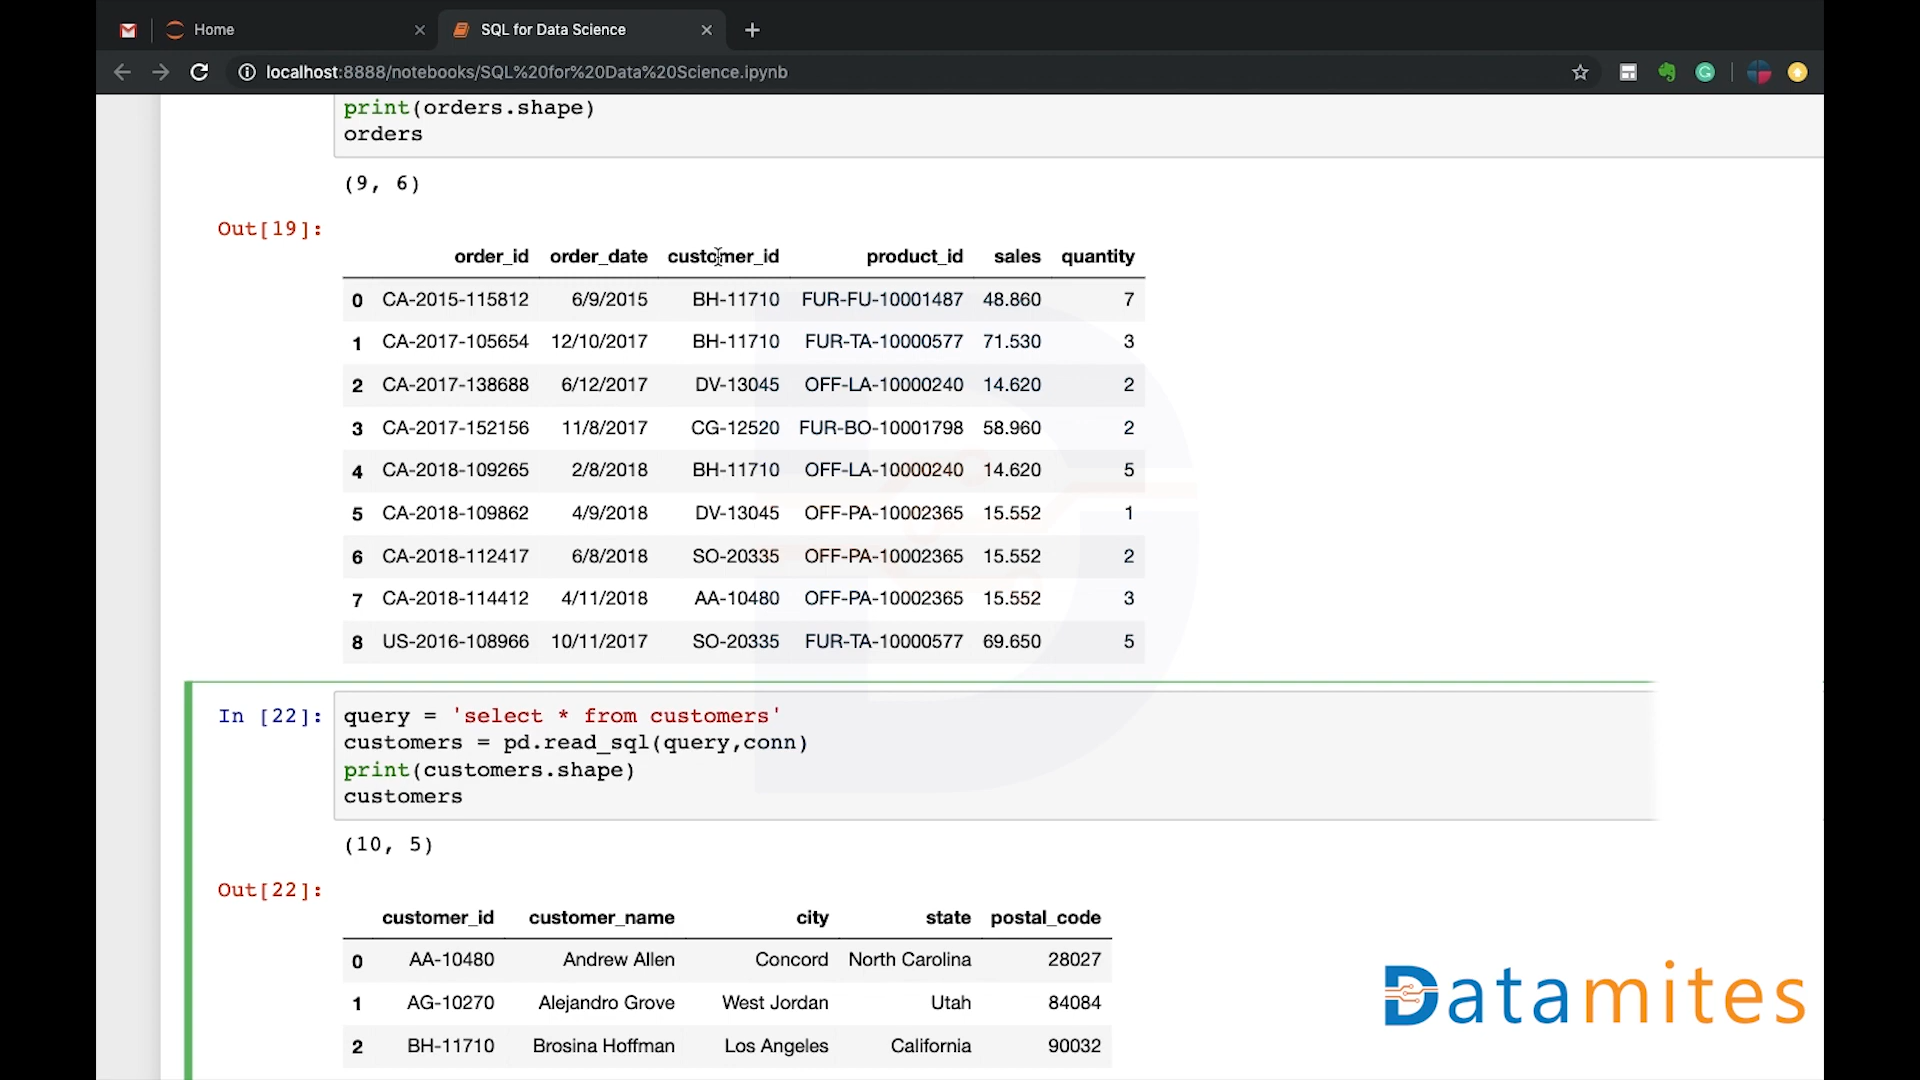 Home
SQL for Data Science
localhost:8888/notebooks/SQL%20for%20Data%20Science.ipynb
print(orders.shape)
orders
(9, 6)
Out[19]:
order_id order_date customer_id product_id sales quantity
0 CA-2015-115812 6/9/2015 BH-11710 FUR-FU-10001487 48.860 7
1 CA-2017-105654 12/10/2017 BH-11710 FUR-TA-10000577 71.530 3
2 CA-2017-138688 6/12/2017 DV-13045 OFF-LA-10000240 14.620 2
3 CA-2017-152156 11/8/2017 CG-12520 FUR-BO-10001798 58.960 2
4 CA-2018-109265 2/8/2018 BH-11710 OFF-LA-10000240 14.620 5
5 CA-2018-109862 4/9/2018 DV-13045 OFF-PA-10002365 15.552 1
6 CA-2018-112417 6/8/2018 SO-20335 OFF-PA-10002365 15.552 2
7 CA-2018-114412 4/11/2018 AA-10480 OFF-PA-10002365 15.552 3
8 US-2016-108966 10/11/2017 SO-20335 FUR-TA-10000577 69.650 5
In [22]: query = 'select * from customers'
customers = pd.read_sql(query,conn)
print(customers.shape)
customers
(10, 5)
Out[22]:
customer_id customer_name city state postal_code
0 AA-10480 Andrew Allen Concord North Carolina 28027
1 AG-10270 Alejandro Grove West Jordan Utah 84084
2 BH-11710 Brosina Hoffman Los Angeles California 90032
Datamites